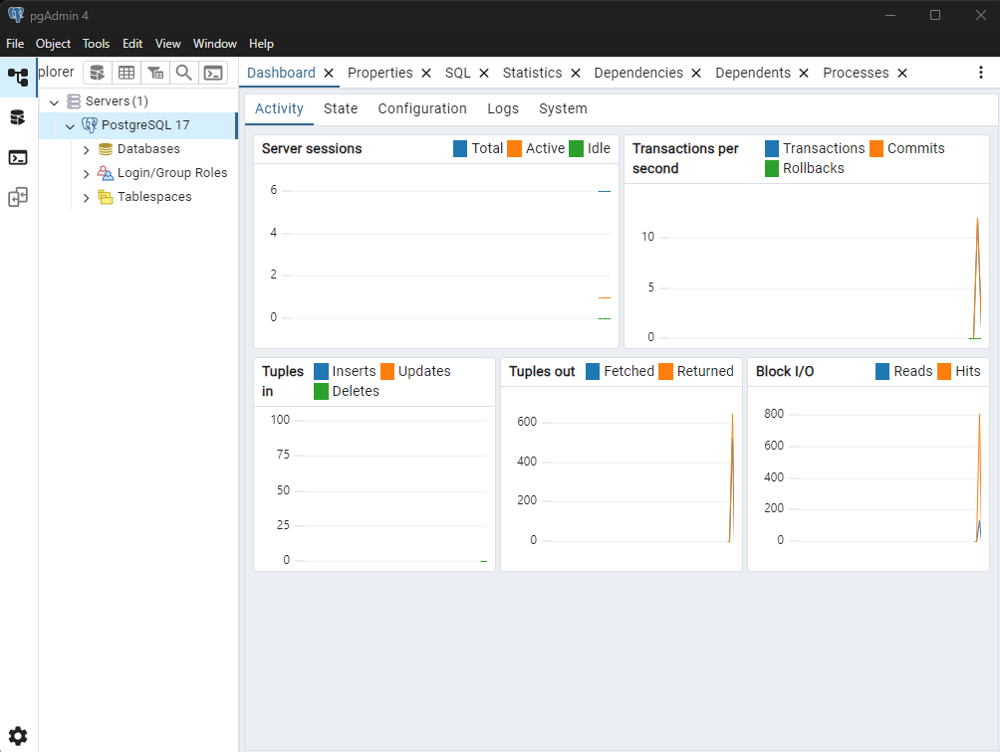 pgAdmin 4
File Object Tools Edit View Window Help
plorer
Dashboard Properties SQL Statistics Dependencies Dependents Processes
Servers (1)
PostgreSQL 17
Databases
Login/Group Roles
Tablespaces
Activity State Configuration Logs System
Server sessions Total Active Idle
6
4
2
0
Transactions per second Transactions Commits Rollbacks
10
5
0
Tuples in Inserts Updates Deletes
100
75
50
25
0
Tuples out Fetched Returned
600
400
200
0
Block I/O Reads Hits
800
600
400
200
0